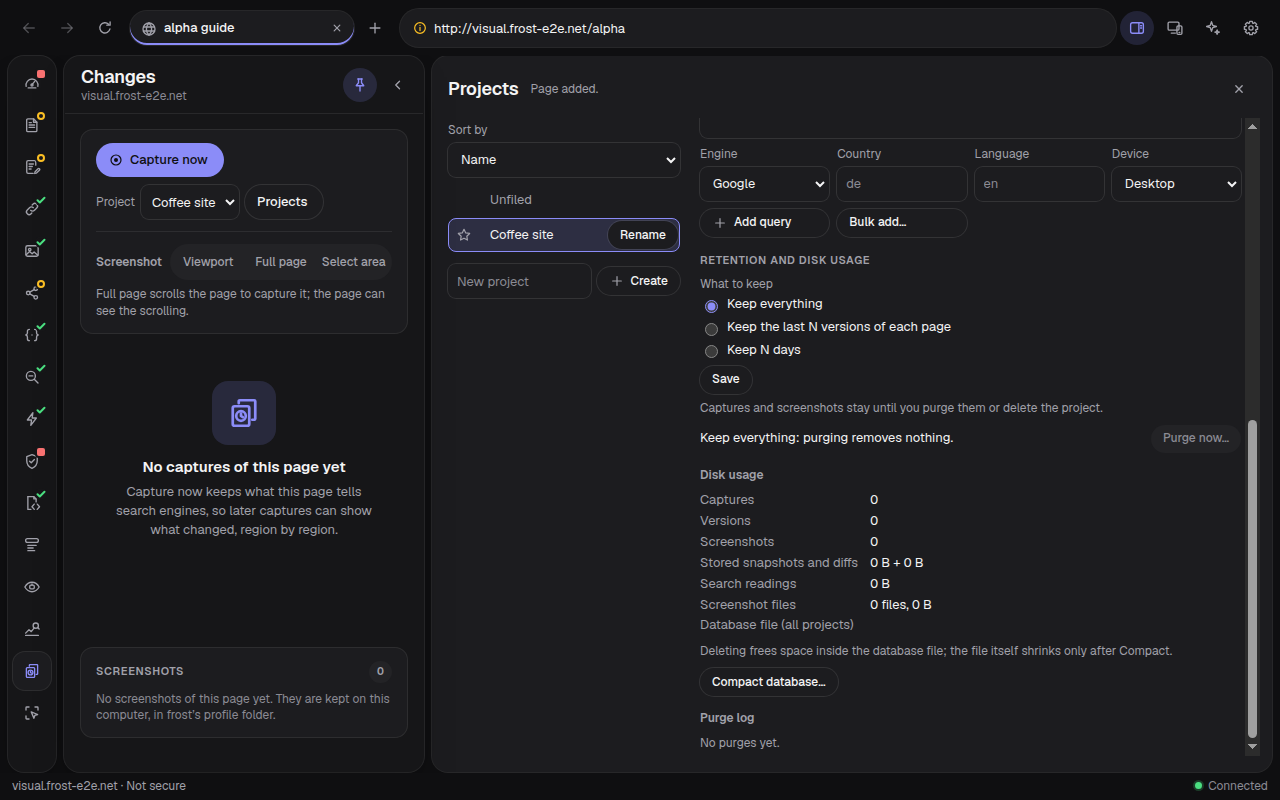 alpha guide
http://visual.frost-e2e.net/alpha
Changes
visual.frost-e2e.net
Capture now
Project
Coffee site
Projects
Screenshot
Viewport
Full page
Select area
Full page scrolls the page to capture it; the page can
see the scrolling.
No captures of this page yet
Capture now keeps what this page tells
search engines, so later captures can show
what changed, region by region.
SCREENSHOTS
0
No screenshots of this page yet. They are kept on this
computer, in frost's profile folder.
Projects
Page added.
Sort by
Name
Unfiled
Coffee site
Rename
New project
Create
Engine
Country
Language
Device
Google
de
en
Desktop
Add query
Bulk add…
RETENTION AND DISK USAGE
What to keep
Keep everything
Keep the last N versions of each page
Keep N days
Save
Captures and screenshots stay until you purge them or delete the project.
Keep everything: purging removes nothing.
Purge now…
Disk usage
Captures 0
Versions 0
Screenshots 0
Stored snapshots and diffs 0 B + 0 B
Search readings 0 B
Screenshot files 0 files, 0 B
Database file (all projects)
Deleting frees space inside the database file; the file itself shrinks only after Compact.
Compact database…
Purge log
No purges yet.
visual.frost-e2e.net · Not secure
Connected